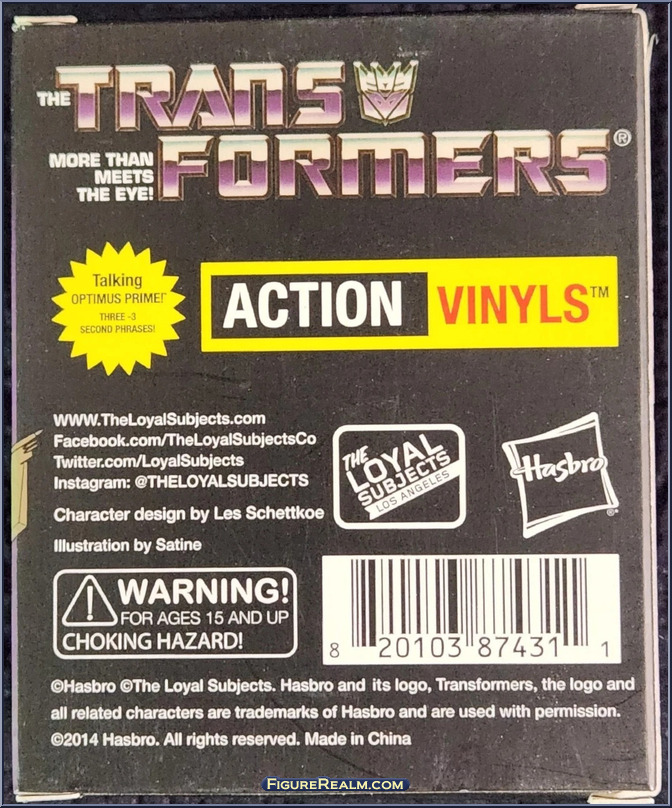 THE TRANS
FORMERS®
MORE THAN
MEETS
THE EYE!
Talking
OPTIMUS PRIME!™
THREE -3
SECOND PHRASES!
ACTION VINYLS™
WWW.TheLoyalSubjects.com
Facebook.com/TheLoyalSubjectsCo
Twitter.com/LoyalSubjects
Instagram: @THELOYALSUBJECTS
Character design by Les Schettkoe
Illustration by Satine
THE
LOYAL
SUBJECTS
LOS ANGELES
Hasbro®
WARNING!
FOR AGES 15 AND UP
CHOKING HAZARD!
8 20103 87431 1
©Hasbro ©The Loyal Subjects. Hasbro and its logo, Transformers, the logo and
all related characters are trademarks of Hasbro and are used with permission.
©2014 Hasbro. All rights reserved. Made in China
FIGUREREALM.COM